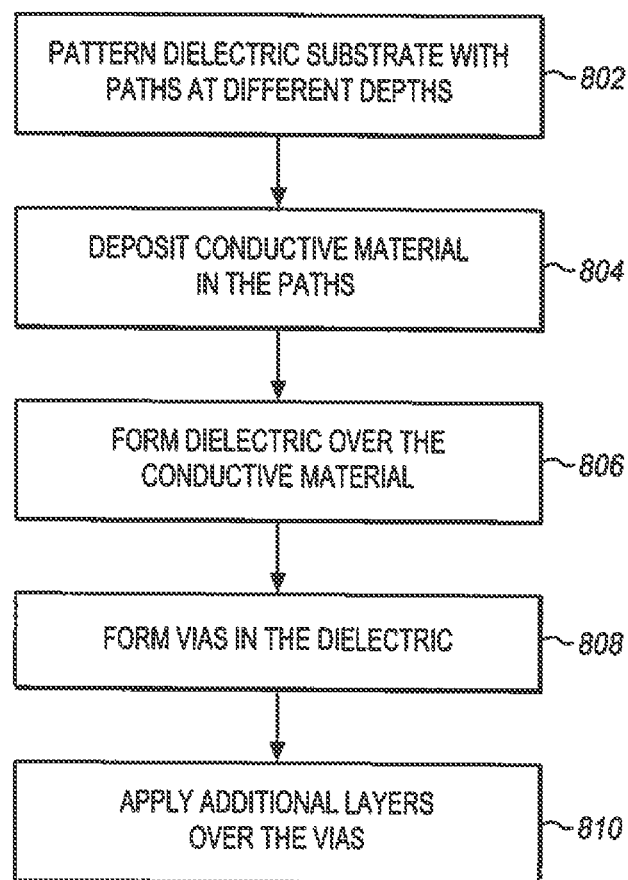 PATTERN DIELECTRIC SUBSTRATE WITH
PATHS AT DIFFERENT DEPTHS
802
DEPOSIT CONDUCTIVE MATERIAL
IN THE PATHS
804
FORM DIELECTRIC OVER THE
CONDUCTIVE MATERIAL
806
FORM VIAS IN THE DIELECTRIC
808
APPLY ADDITIONAL LAYERS
OVER THE VIAS
810